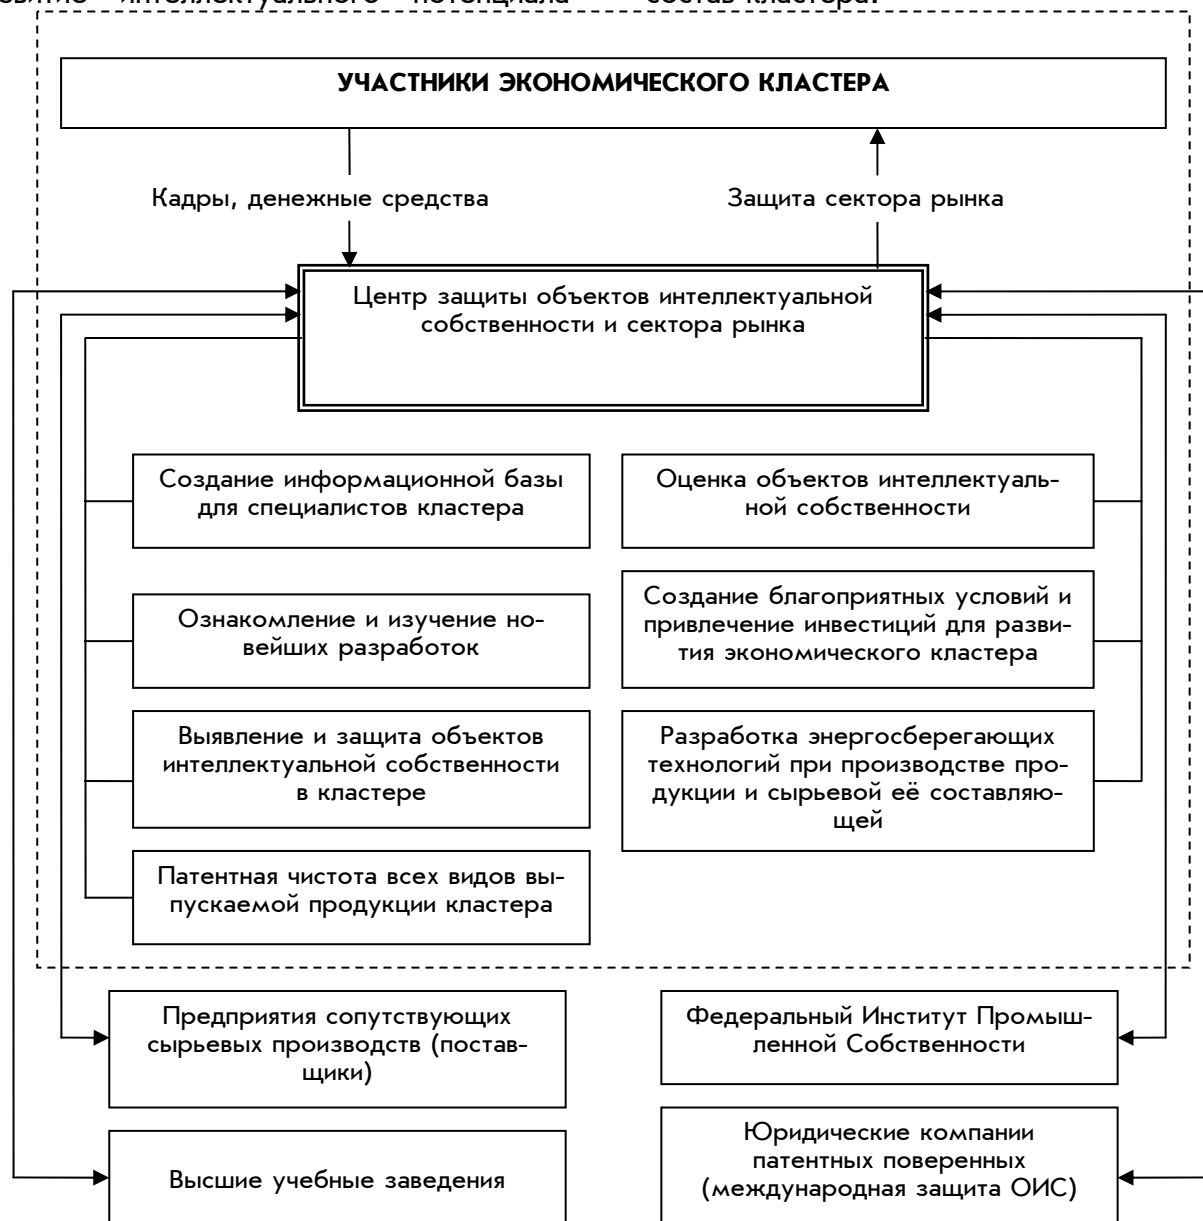 интеллектуального потенциала состав кластера.
УЧАСТНИКИ ЭКОНОМИЧЕСКОГО КЛАСТЕРА
Кадры, денежные средства
Защита сектора рынка
Центр защиты объектов интеллектуальной
собственности и сектора рынка
Создание информационной базы
для специалистов кластера
Оценка объектов интеллектуаль-
ной собственности
Ознакомление и изучение но-
вейших разработок
Создание благоприятных условий и
привлечение инвестиций для разви-
тия экономического кластера
Выявление и защита объектов
интеллектуальной собственности
в кластере
Разработка энергосберегающих
технологий при производстве про-
дукции и сырьевой её составляю-
щей
Патентная чистота всех видов вы-
пускаемой продукции кластера
Предприятия сопутствующих
сырьевых производств (постав-
щики)
Федеральный Институт Промыш-
ленной Собственности
Высшие учебные заведения
Юридические компании
патентных поверенных
(международная защита ОИС)